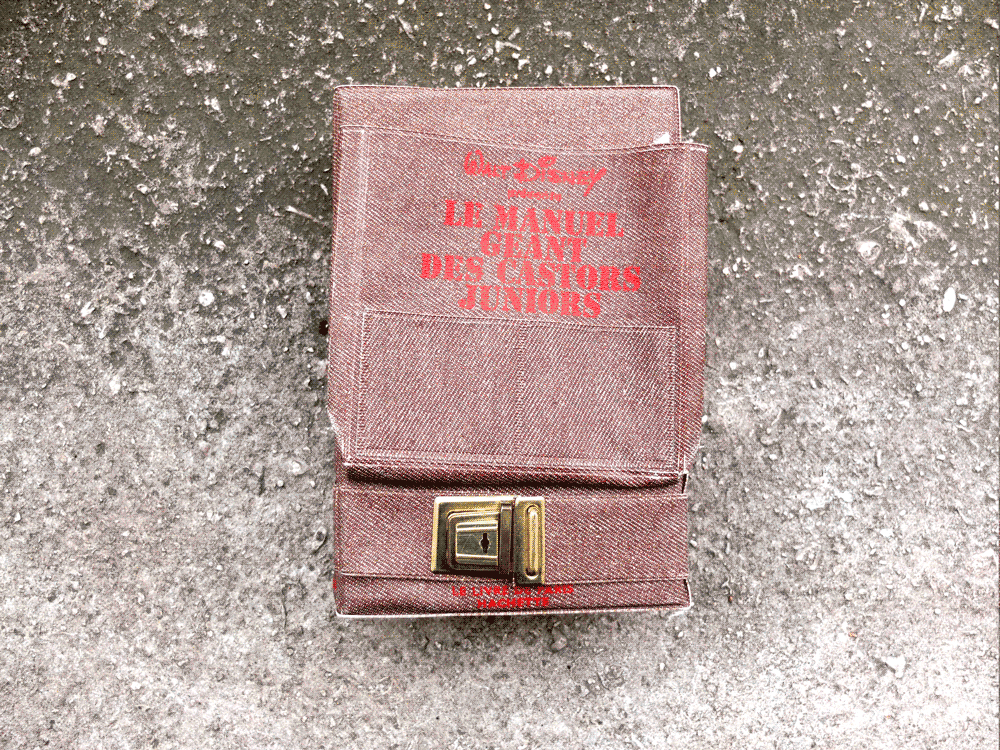 WALT DISNEY
présente
LE MANUEL
GÉANT
DES CASTORS
JUNIORS
LE LIVRE DE PARIS
HACHETTE